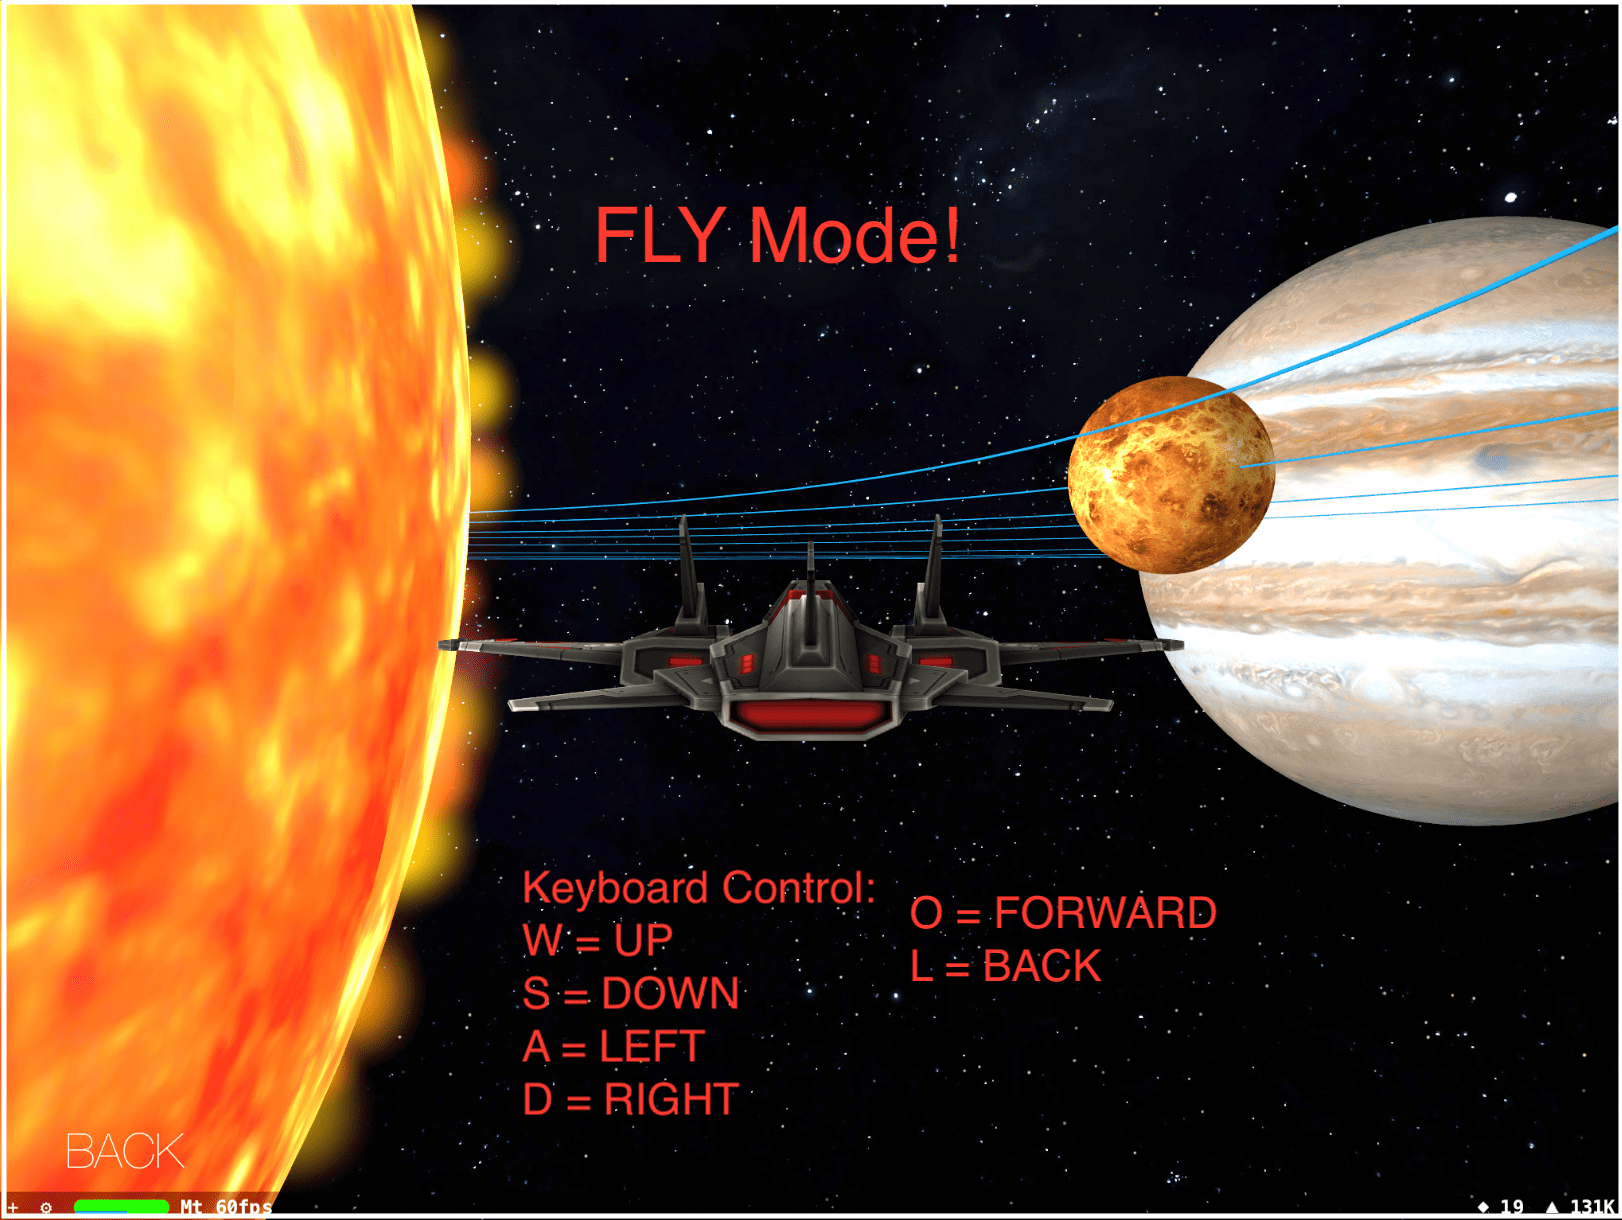 FLY Mode!
Keyboard Control:
W = UP
S = DOWN
A = LEFT
D = RIGHT
O = FORWARD
L = BACK
BACK
+ ⚙ Mt 60fps
◆ 19 ▲ 131K